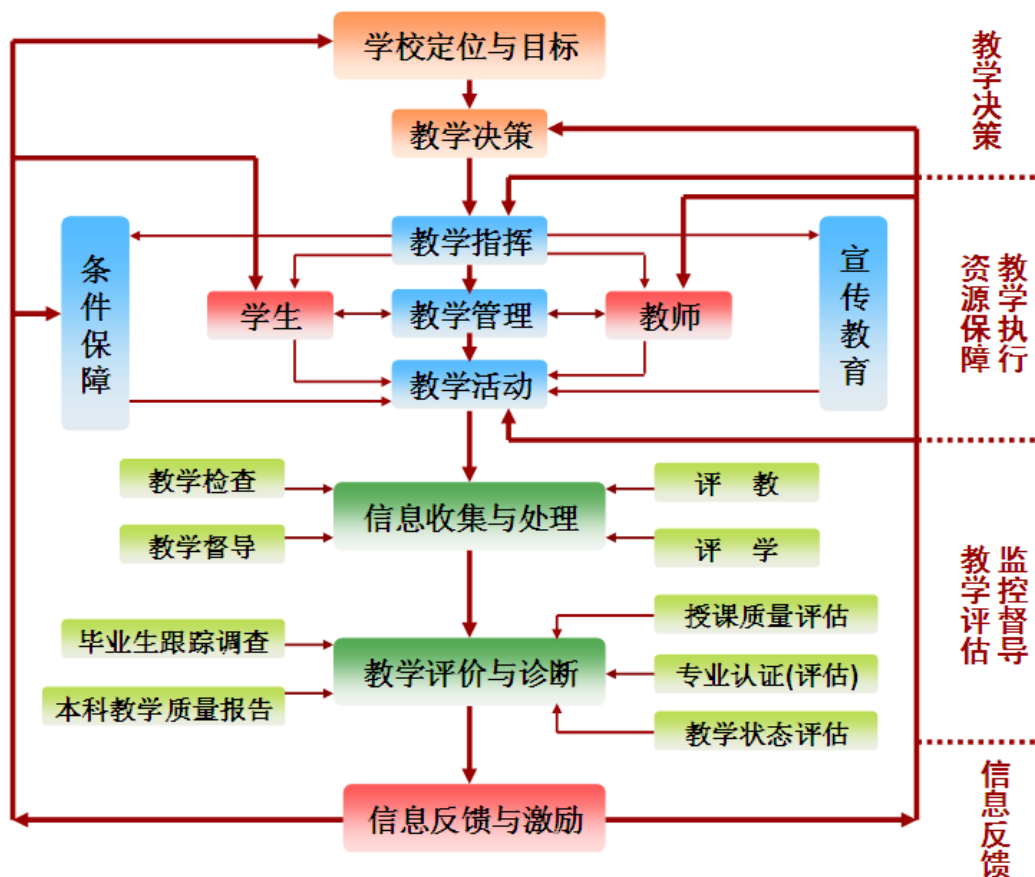 学校定位与目标
教学决策
教学决策
教学指挥
条件保障
宣传教育
学生
教学管理
教师
教学执行
资源保障
教学活动
教学检查
评 教
信息收集与处理
教学督导
评 学
监控督导
教学评估
毕业生跟踪调查
授课质量评估
教学评价与诊断
专业认证(评估)
本科教学质量报告
教学状态评估
信息反馈与激励
信息反馈